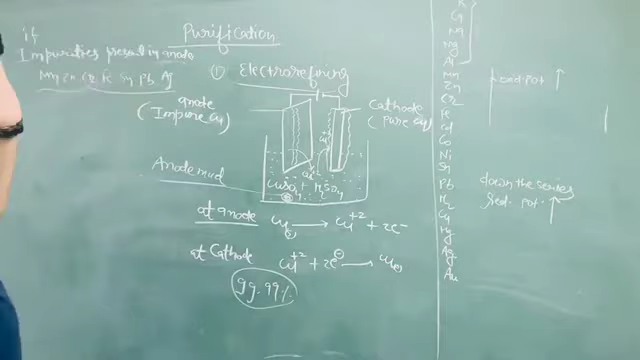 if
Impurities present in anode
Mn Zn Cr Fe Sn Pb Ag
Purification
(1) Electrorefining
anode
(Impure Cu)
Cathode
(Pure Cu)
Anode mud
CuSO4 + H2SO4
at anode Cu → Cu+2 + 2e-
at Cathode Cu+2 + 2e⊖ → Cu(s)
99.99%
K
Ca
Na
Mg
Al
Mn
Zn
Cr
Fe
Cd
Co
Ni
Sn
Pb
H2
Cu
Hg
Ag
Au
Oxid. pot ↑
down the series
Red. pot. ↑